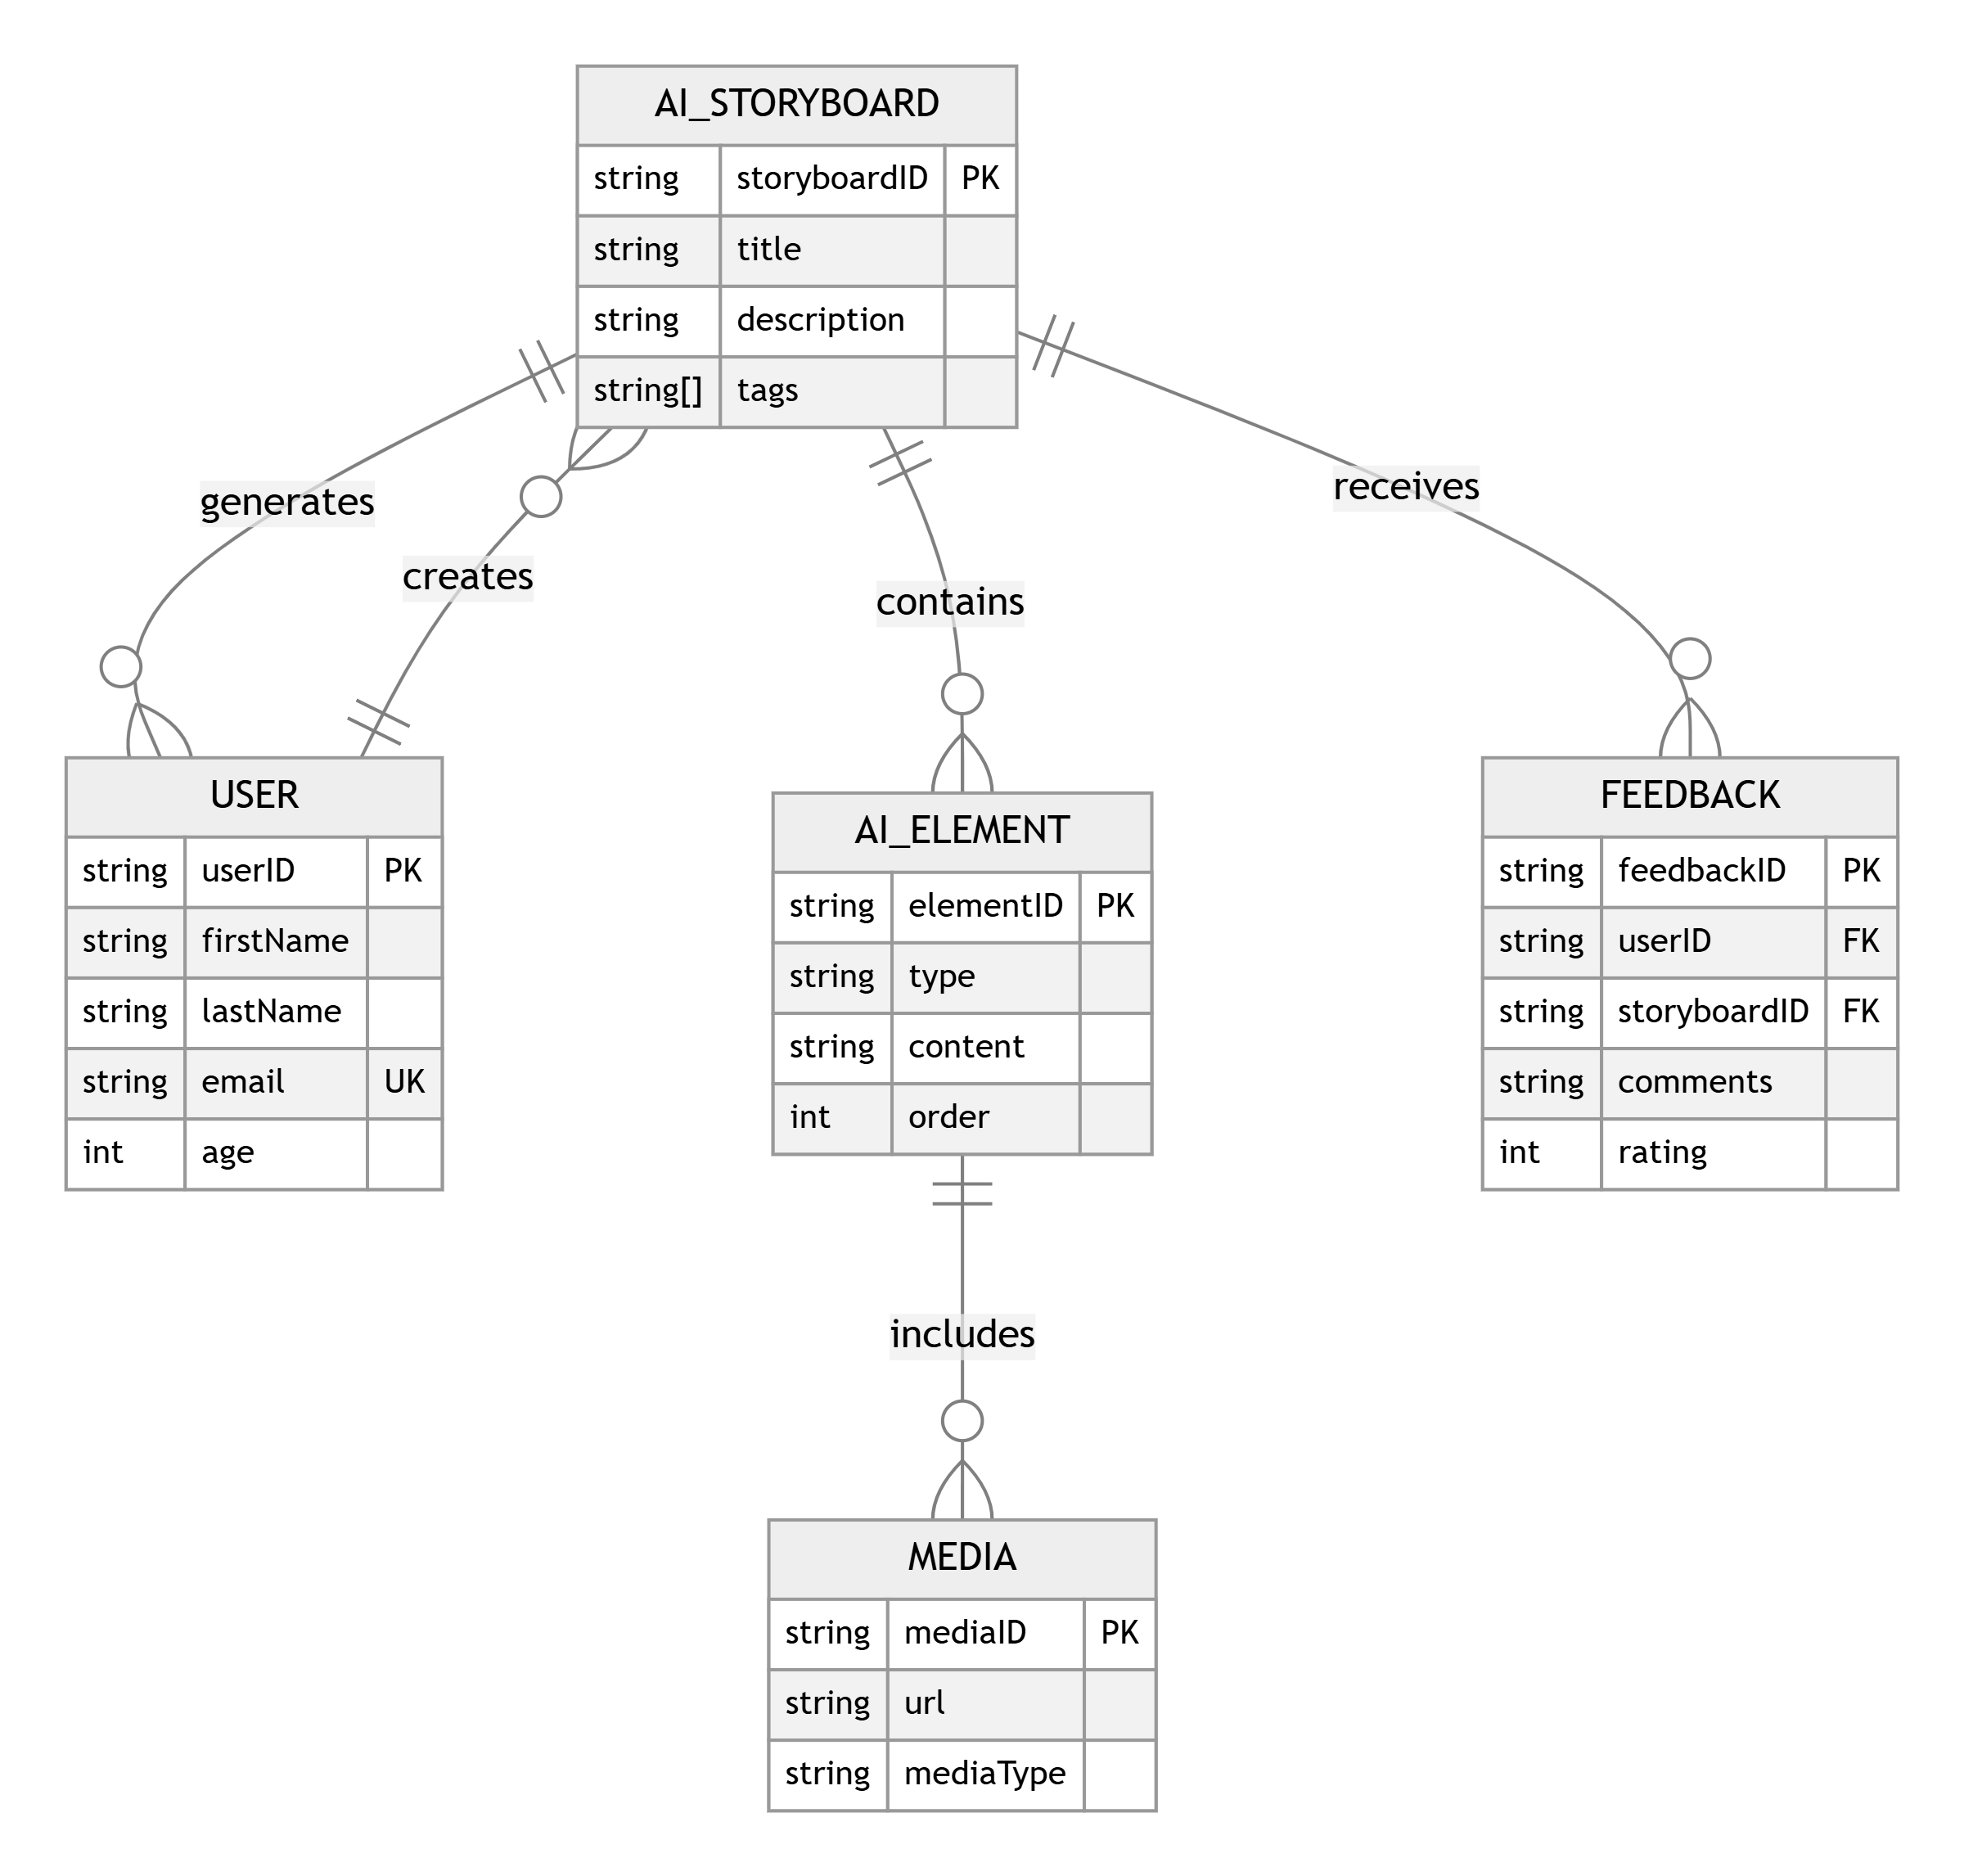 AI_STORYBOARD
string storyboardID PK
string title
string description
string[] tags
generates
creates
contains
receives
USER
string userID PK
string firstName
string lastName
string email UK
int age
AI_ELEMENT
string elementID PK
string type
string content
int order
FEEDBACK
string feedbackID PK
string userID FK
string storyboardID FK
string comments
int rating
includes
MEDIA
string mediaID PK
string url
string mediaType